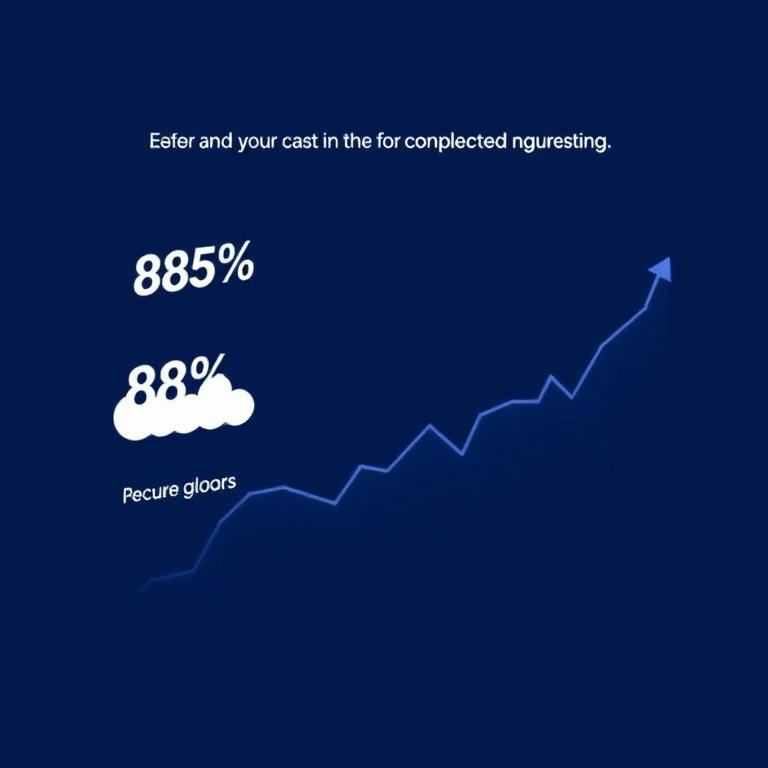 Eefer and your cast in the for conplected nguresting.
885%
88%
Pecure gloors